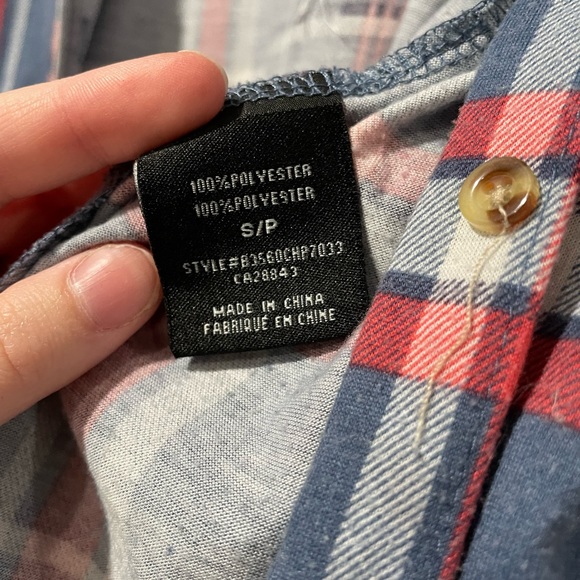 100%POLYESTER
100%POLYESTER
S/P
STYLE#B3560CHP7033
CA28843
MADE IN CHINA
FABRIQUÉ EN CHINE